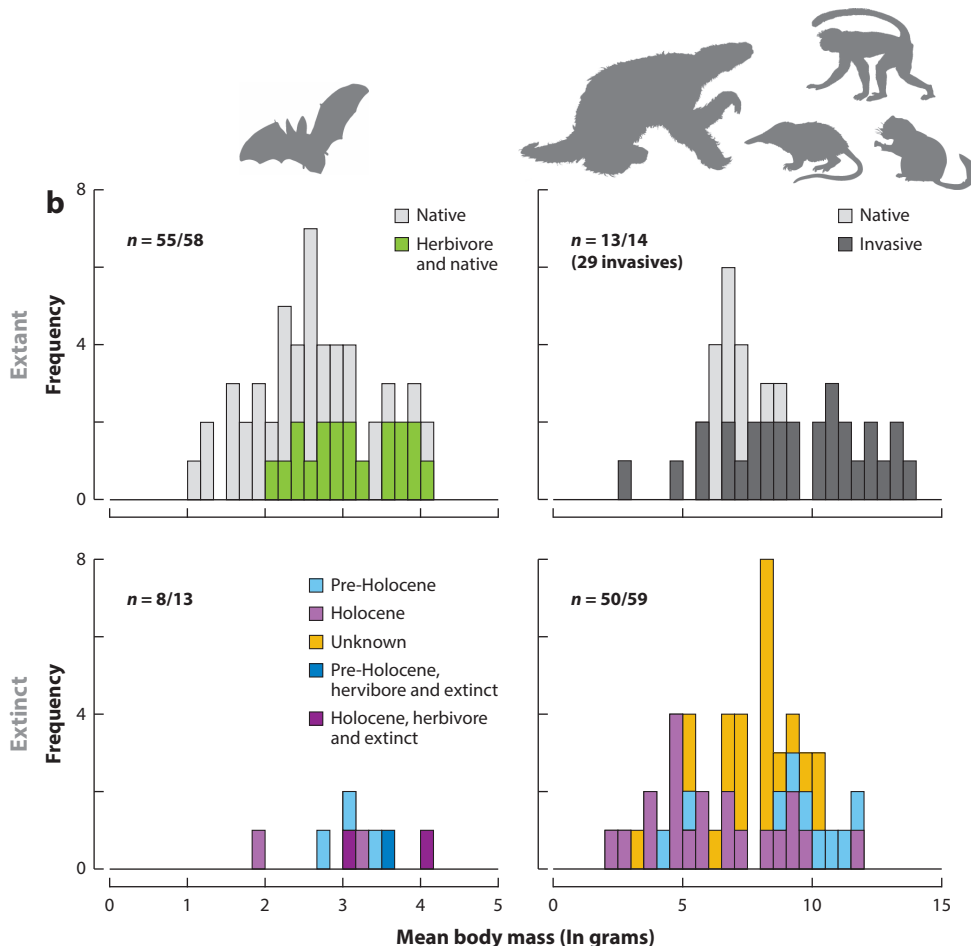 b
8
4
0
Frequency
Extant
n = 55/58
Native
Herbivore
and native
n = 13/14
(29 invasives)
Native
Invasive
8
4
0
Frequency
Extinct
n = 8/13
Pre-Holocene
Holocene
Unknown
Pre-Holocene,
hervibore and extinct
Holocene, herbivore
and extinct
n = 50/59
0 1 2 3 4 5
0 5 10 15
Mean body mass (In grams)